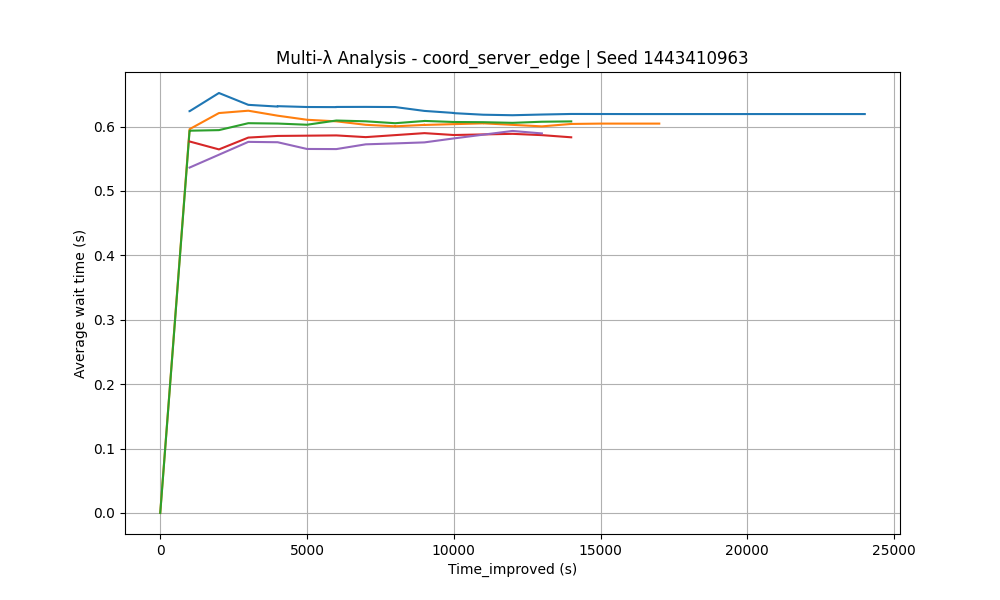 Multi-λ Analysis - coord_server_edge | Seed 1443410963
Average wait time (s)
0.6
0.5
0.4
0.3
0.2
0.1
0.0
0 5000 10000 15000 20000 25000
Time_improved (s)